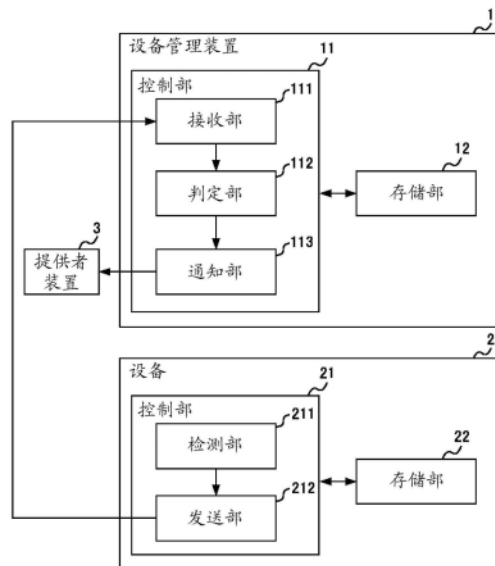 1
设备管理装置
11
控制部
111
接收部
112
判定部
12
存储部
113
通知部
3
提供者
装置
2
设备
21
控制部
211
检测部
22
存储部
212
发送部